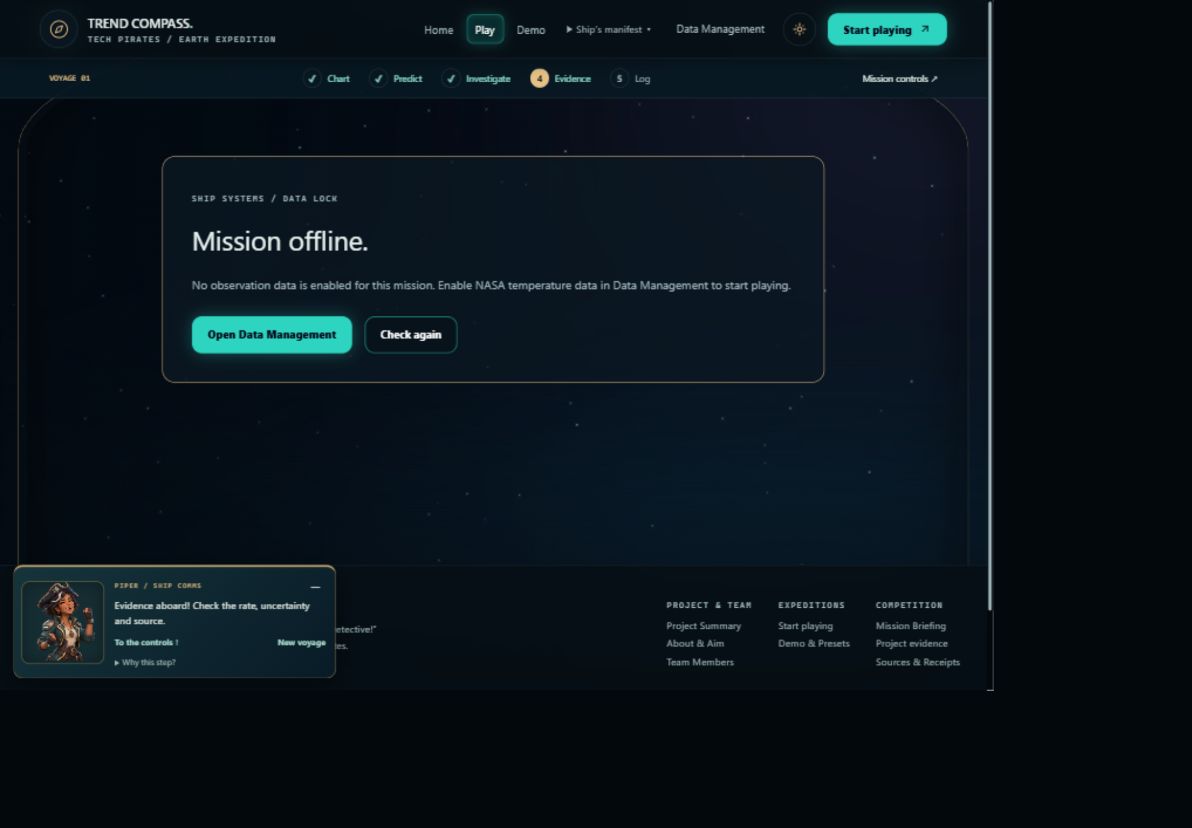 TREND COMPASS.
TECH PIRATES / EARTH EXPEDITION
Home
Play
Demo
Ship's manifest
Data Management
Start playing
VOYAGE 01
Chart
Predict
Investigate
4 Evidence
5 Log
Mission controls ↗
SHIP SYSTEMS / DATA LOCK
Mission offline.
No observation data is enabled for this mission. Enable NASA temperature data in Data Management to start playing.
Open Data Management
Check again
PIPER / SHIP COMMS
Evidence aboard! Check the rate, uncertainty
and source.
To the controls ↑
New voyage
Why this step?
etective!"
es.
PROJECT & TEAM
Project Summary
About & Aim
Team Members
EXPEDITIONS
Start playing
Demo & Presets
COMPETITION
Mission Briefing
Project evidence
Sources & Receipts